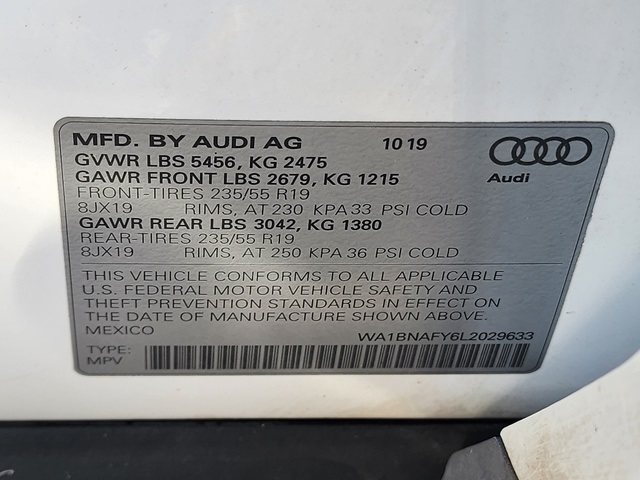 MFD. BY AUDI AG 10 19
GVWR LBS 5456, KG 2475
GAWR FRONT LBS 2679, KG 1215
Audi
FRONT-TIRES 235/55 R19
8JX19 RIMS, AT 230 KPA 33 PSI COLD
GAWR REAR LBS 3042, KG 1380
REAR-TIRES 235/55 R19
8JX19 RIMS, AT 250 KPA 36 PSI COLD
THIS VEHICLE CONFORMS TO ALL APPLICABLE
U.S. FEDERAL MOTOR VEHICLE SAFETY AND
THEFT PREVENTION STANDARDS IN EFFECT ON
THE DATE OF MANUFACTURE SHOWN ABOVE.
MEXICO WA1BNAFY6L2029633
TYPE:
MPV